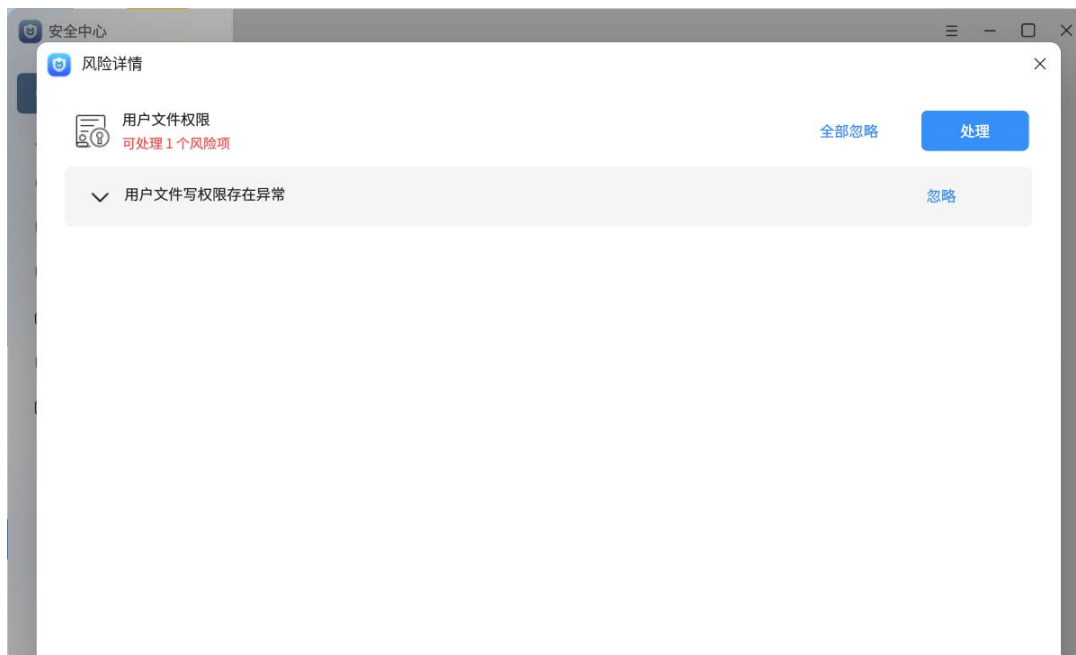 安全中心
风险详情
用户文件权限
可处理1个风险项
全部忽略
处理
用户文件写权限存在异常
忽略